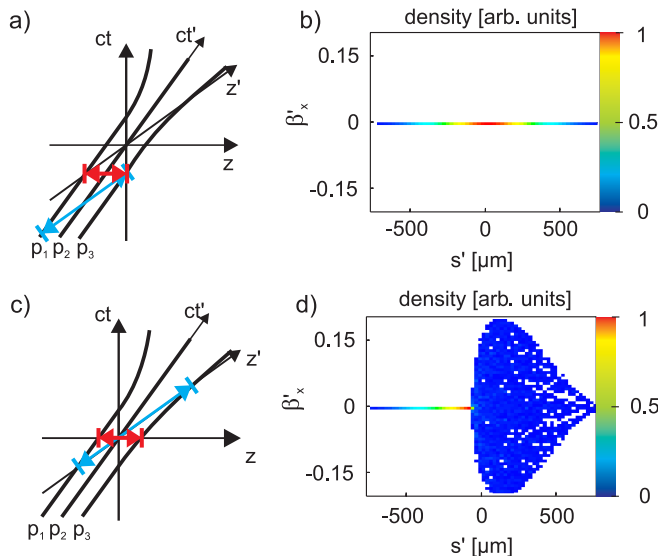 a)
ct
ct'
z'
z
p1 p2 p3
b)
density [arb. units]
0.15
0
-0.15
β'x
-500 0 500
s' [µm]
1
0.5
0
c)
ct
ct'
z'
z
p1 p2 p3
d)
density [arb. units]
0.15
0
-0.15
β'x
-500 0 500
s' [µm]
1
0.5
0